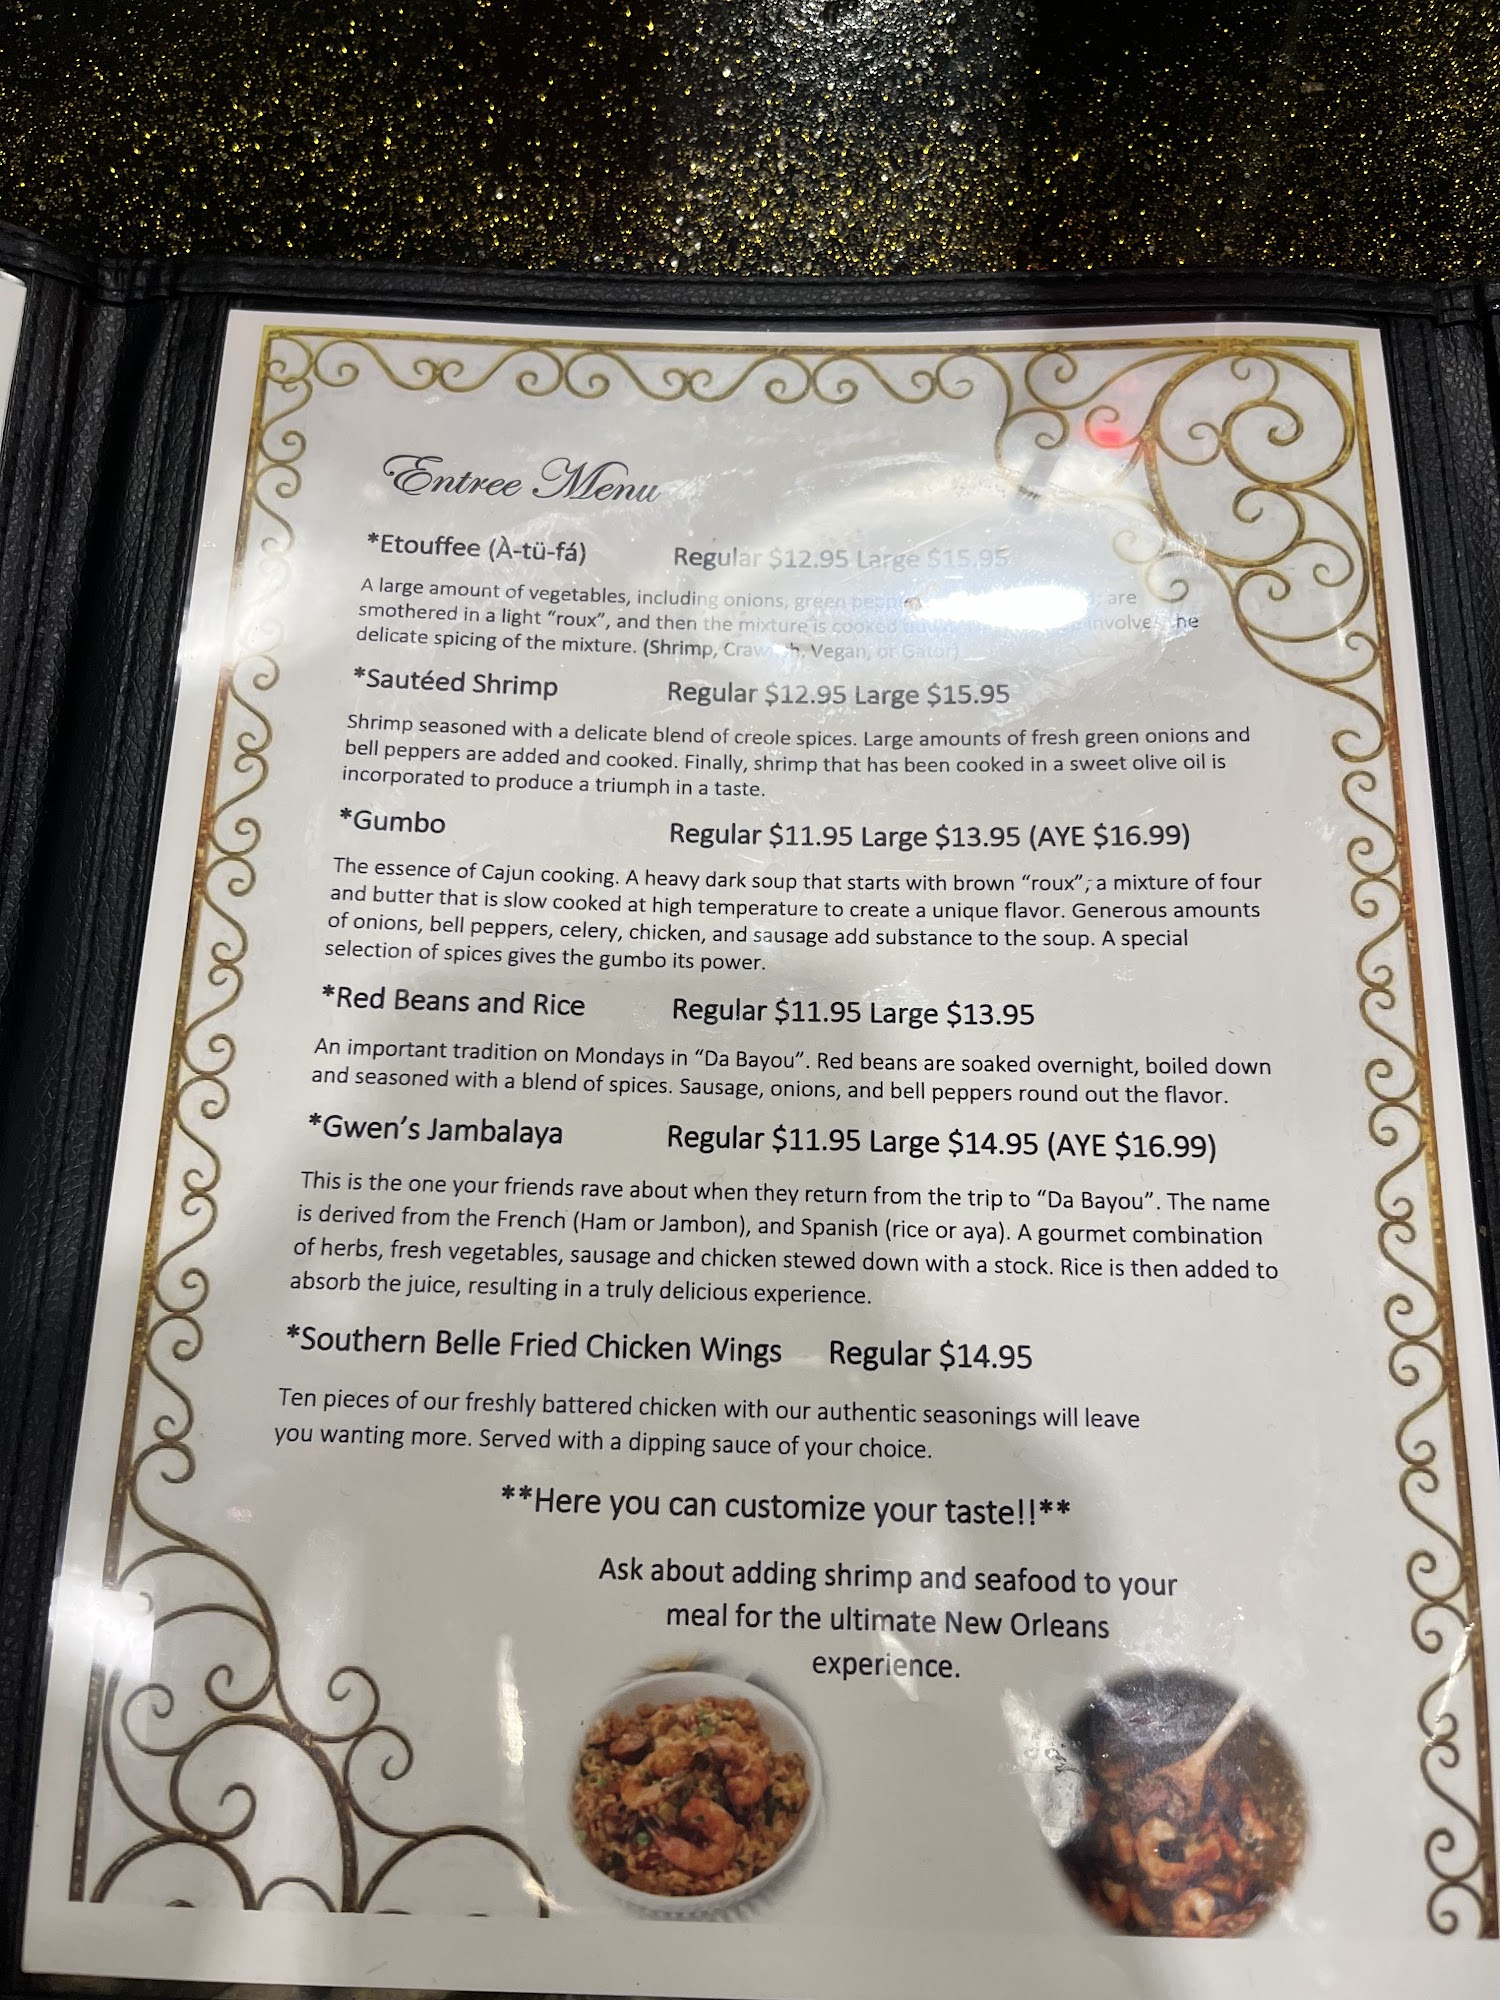 Entree Menu
*Etouffee (À-tü-fá) Regular $12.95 Large $15.95
A large amount of vegetables, including onions, green are
smothered in a light “roux”, and then the mixture is cooked involves he
delicate spicing of the mixture. (Shrimp, Vegan, or Gator)
*Sautéed Shrimp Regular $12.95 Large $15.95
Shrimp seasoned with a delicate blend of creole spices. Large amounts of fresh green onions and
bell peppers are added and cooked. Finally, shrimp that has been cooked in a sweet olive oil is
incorporated to produce a triumph in a taste.
*Gumbo Regular $11.95 Large $13.95 (AYE $16.99)
The essence of Cajun cooking. A heavy dark soup that starts with brown “roux”, a mixture of four
and butter that is slow cooked at high temperature to create a unique flavor. Generous amounts
of onions, bell peppers, celery, chicken, and sausage add substance to the soup. A special
selection of spices gives the gumbo its power.
*Red Beans and Rice Regular $11.95 Large $13.95
An important tradition on Mondays in “Da Bayou”. Red beans are soaked overnight, boiled down
and seasoned with a blend of spices. Sausage, onions, and bell peppers round out the flavor.
*Gwen’s Jambalaya Regular $11.95 Large $14.95 (AYE $16.99)
This is the one your friends rave about when they return from the trip to “Da Bayou”. The name
is derived from the French (Ham or Jambon), and Spanish (rice or aya). A gourmet combination
of herbs, fresh vegetables, sausage and chicken stewed down with a stock. Rice is then added to
absorb the juice, resulting in a truly delicious experience.
*Southern Belle Fried Chicken Wings Regular $14.95
Ten pieces of our freshly battered chicken with our authentic seasonings will leave
you wanting more. Served with a dipping sauce of your choice.
**Here you can customize your taste!!**
Ask about adding shrimp and seafood to your
meal for the ultimate New Orleans
experience.